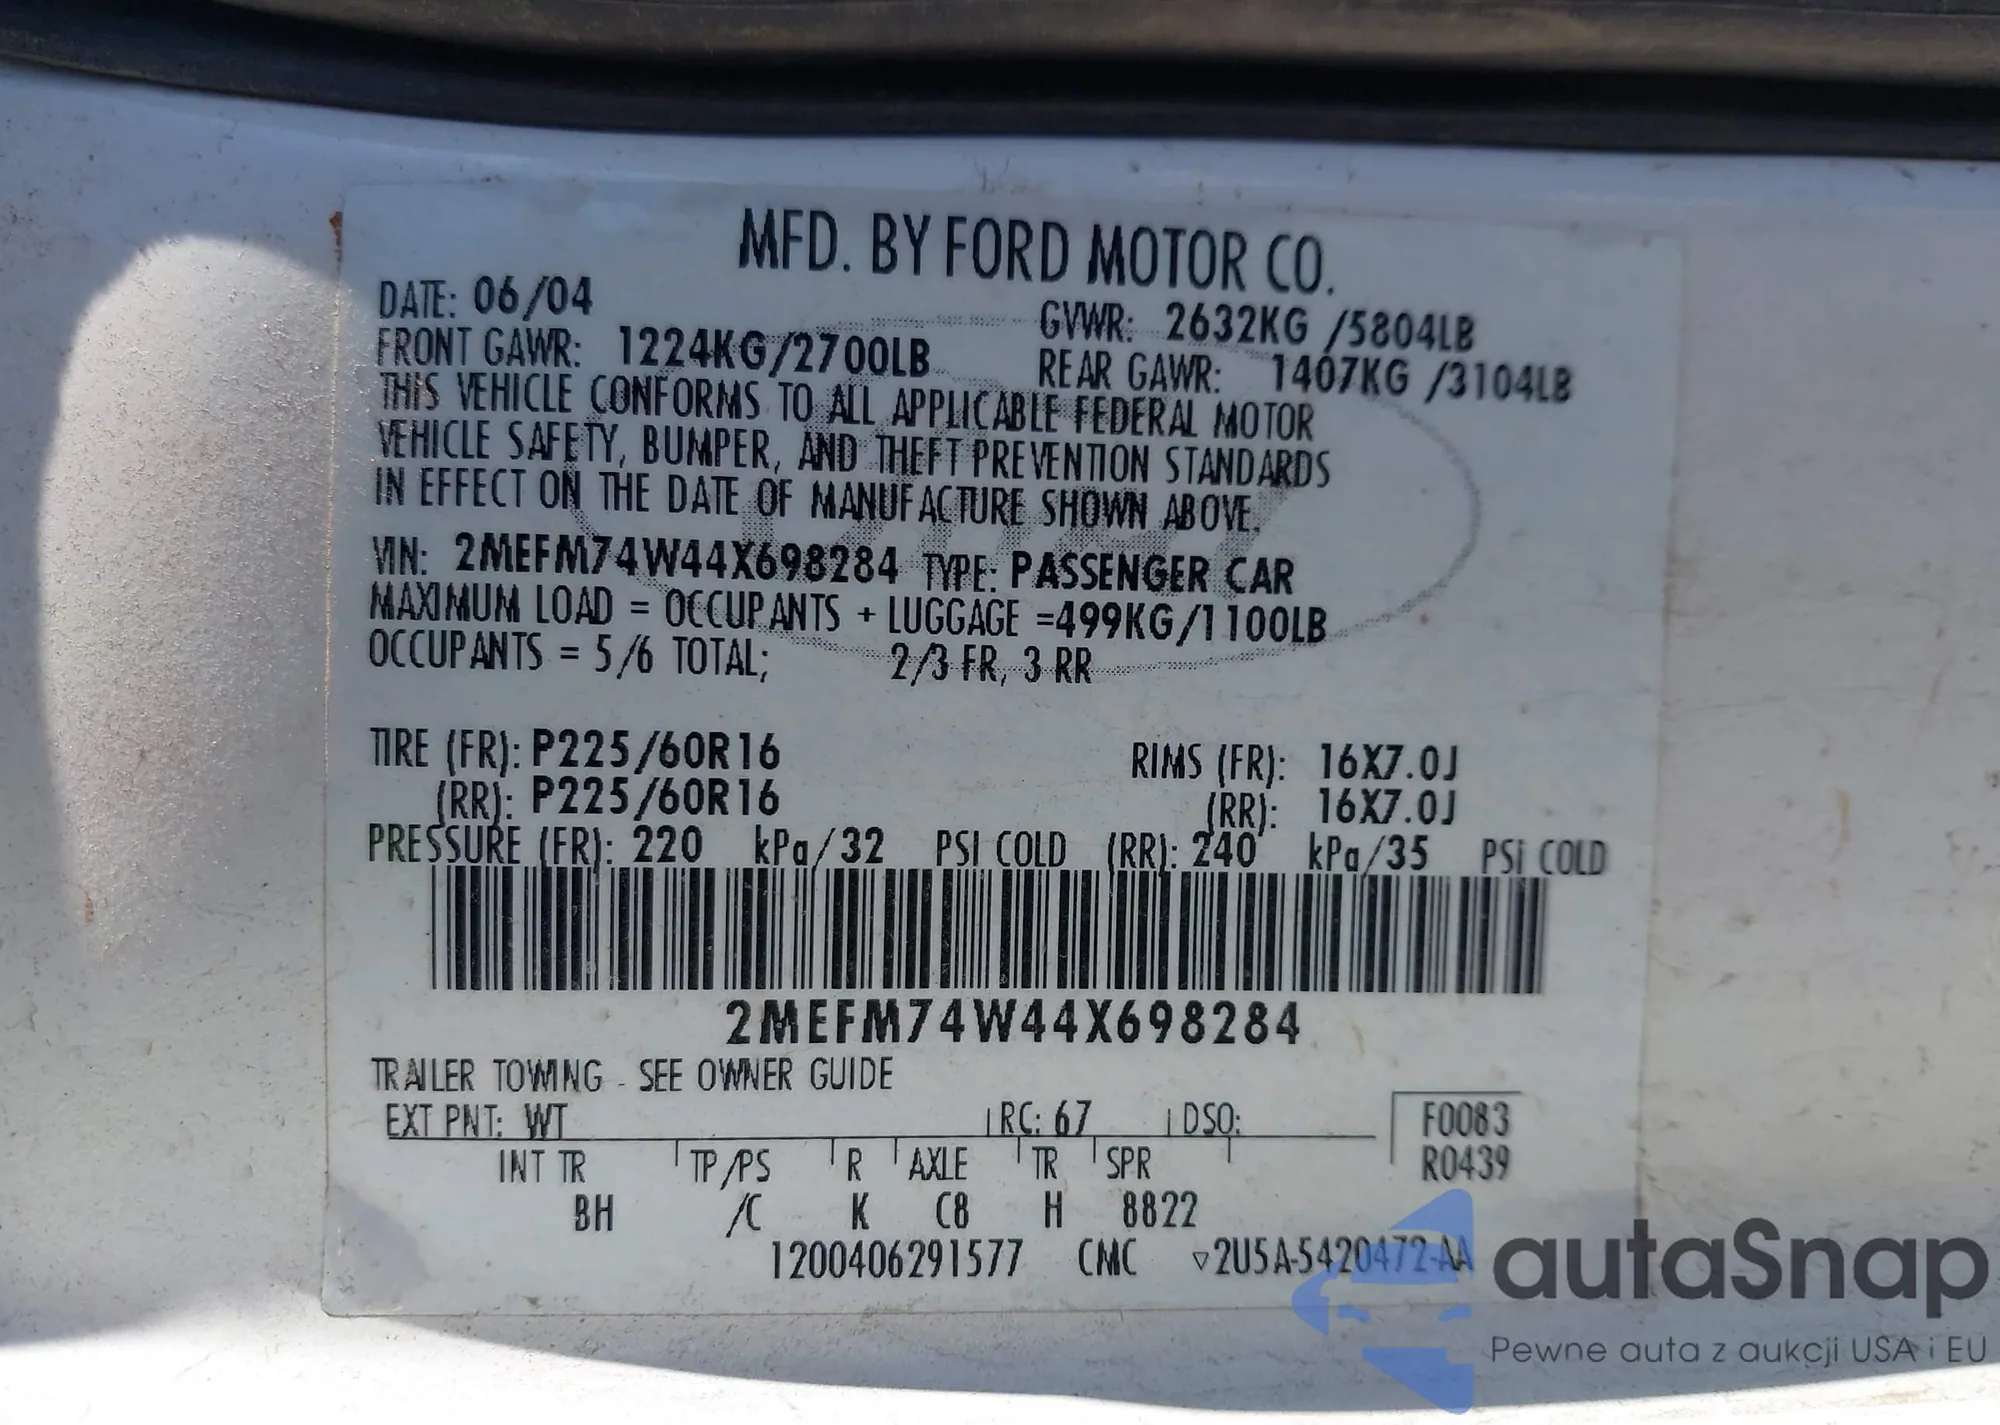 MFD. BY FORD MOTOR CO.
DATE: 06/04 GVWR: 2632KG /5804LB
FRONT GAWR: 1224KG/2700LB REAR GAWR: 1407KG /3104LB
THIS VEHICLE CONFORMS TO ALL APPLICABLE FEDERAL MOTOR
VEHICLE SAFETY, BUMPER, AND THEFT PREVENTION STANDARDS
IN EFFECT ON THE DATE OF MANUFACTURE SHOWN ABOVE.
VIN: 2MEFM74W44X698284 TYPE: PASSENGER CAR
MAXIMUM LOAD = OCCUPANTS + LUGGAGE =499KG/1100LB
OCCUPANTS = 5/6 TOTAL; 2/3 FR, 3 RR
TIRE (FR): P225/60R16 RIMS (FR): 16X7.0J
(RR): P225/60R16 (RR): 16X7.0J
PRESSURE (FR): 220 kPa/32 PSI COLD (RR): 240 kPa/35 PSI COLD
2MEFM74W44X698284
TRAILER TOWING - SEE OWNER GUIDE
EXT PNT: WT RC: 67 DSO: F0083
INT TR TP/PS R AXLE TR SPR R0439
BH /C K C8 H 8822
1200406291577 CMC ▽2U5A-5420472-AA
autaSnap
Pewne auta z aukcji USA i EU